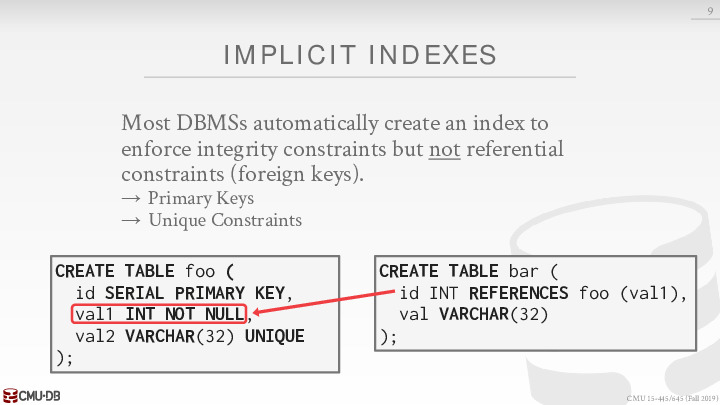 9
IMPLICIT INDEXES
Most DBMSs automatically create an index to
enforce integrity constraints but not referential
constraints (foreign keys).
→ Primary Keys
→ Unique Constraints
CREATE TABLE foo (
id SERIAL PRIMARY KEY,
val1 INT NOT NULL,
val2 VARCHAR(32) UNIQUE
);
CREATE TABLE bar (
id INT REFERENCES foo (val1),
val VARCHAR(32)
);
CMU·DB
CMU 15-445/645 (Fall 2019)